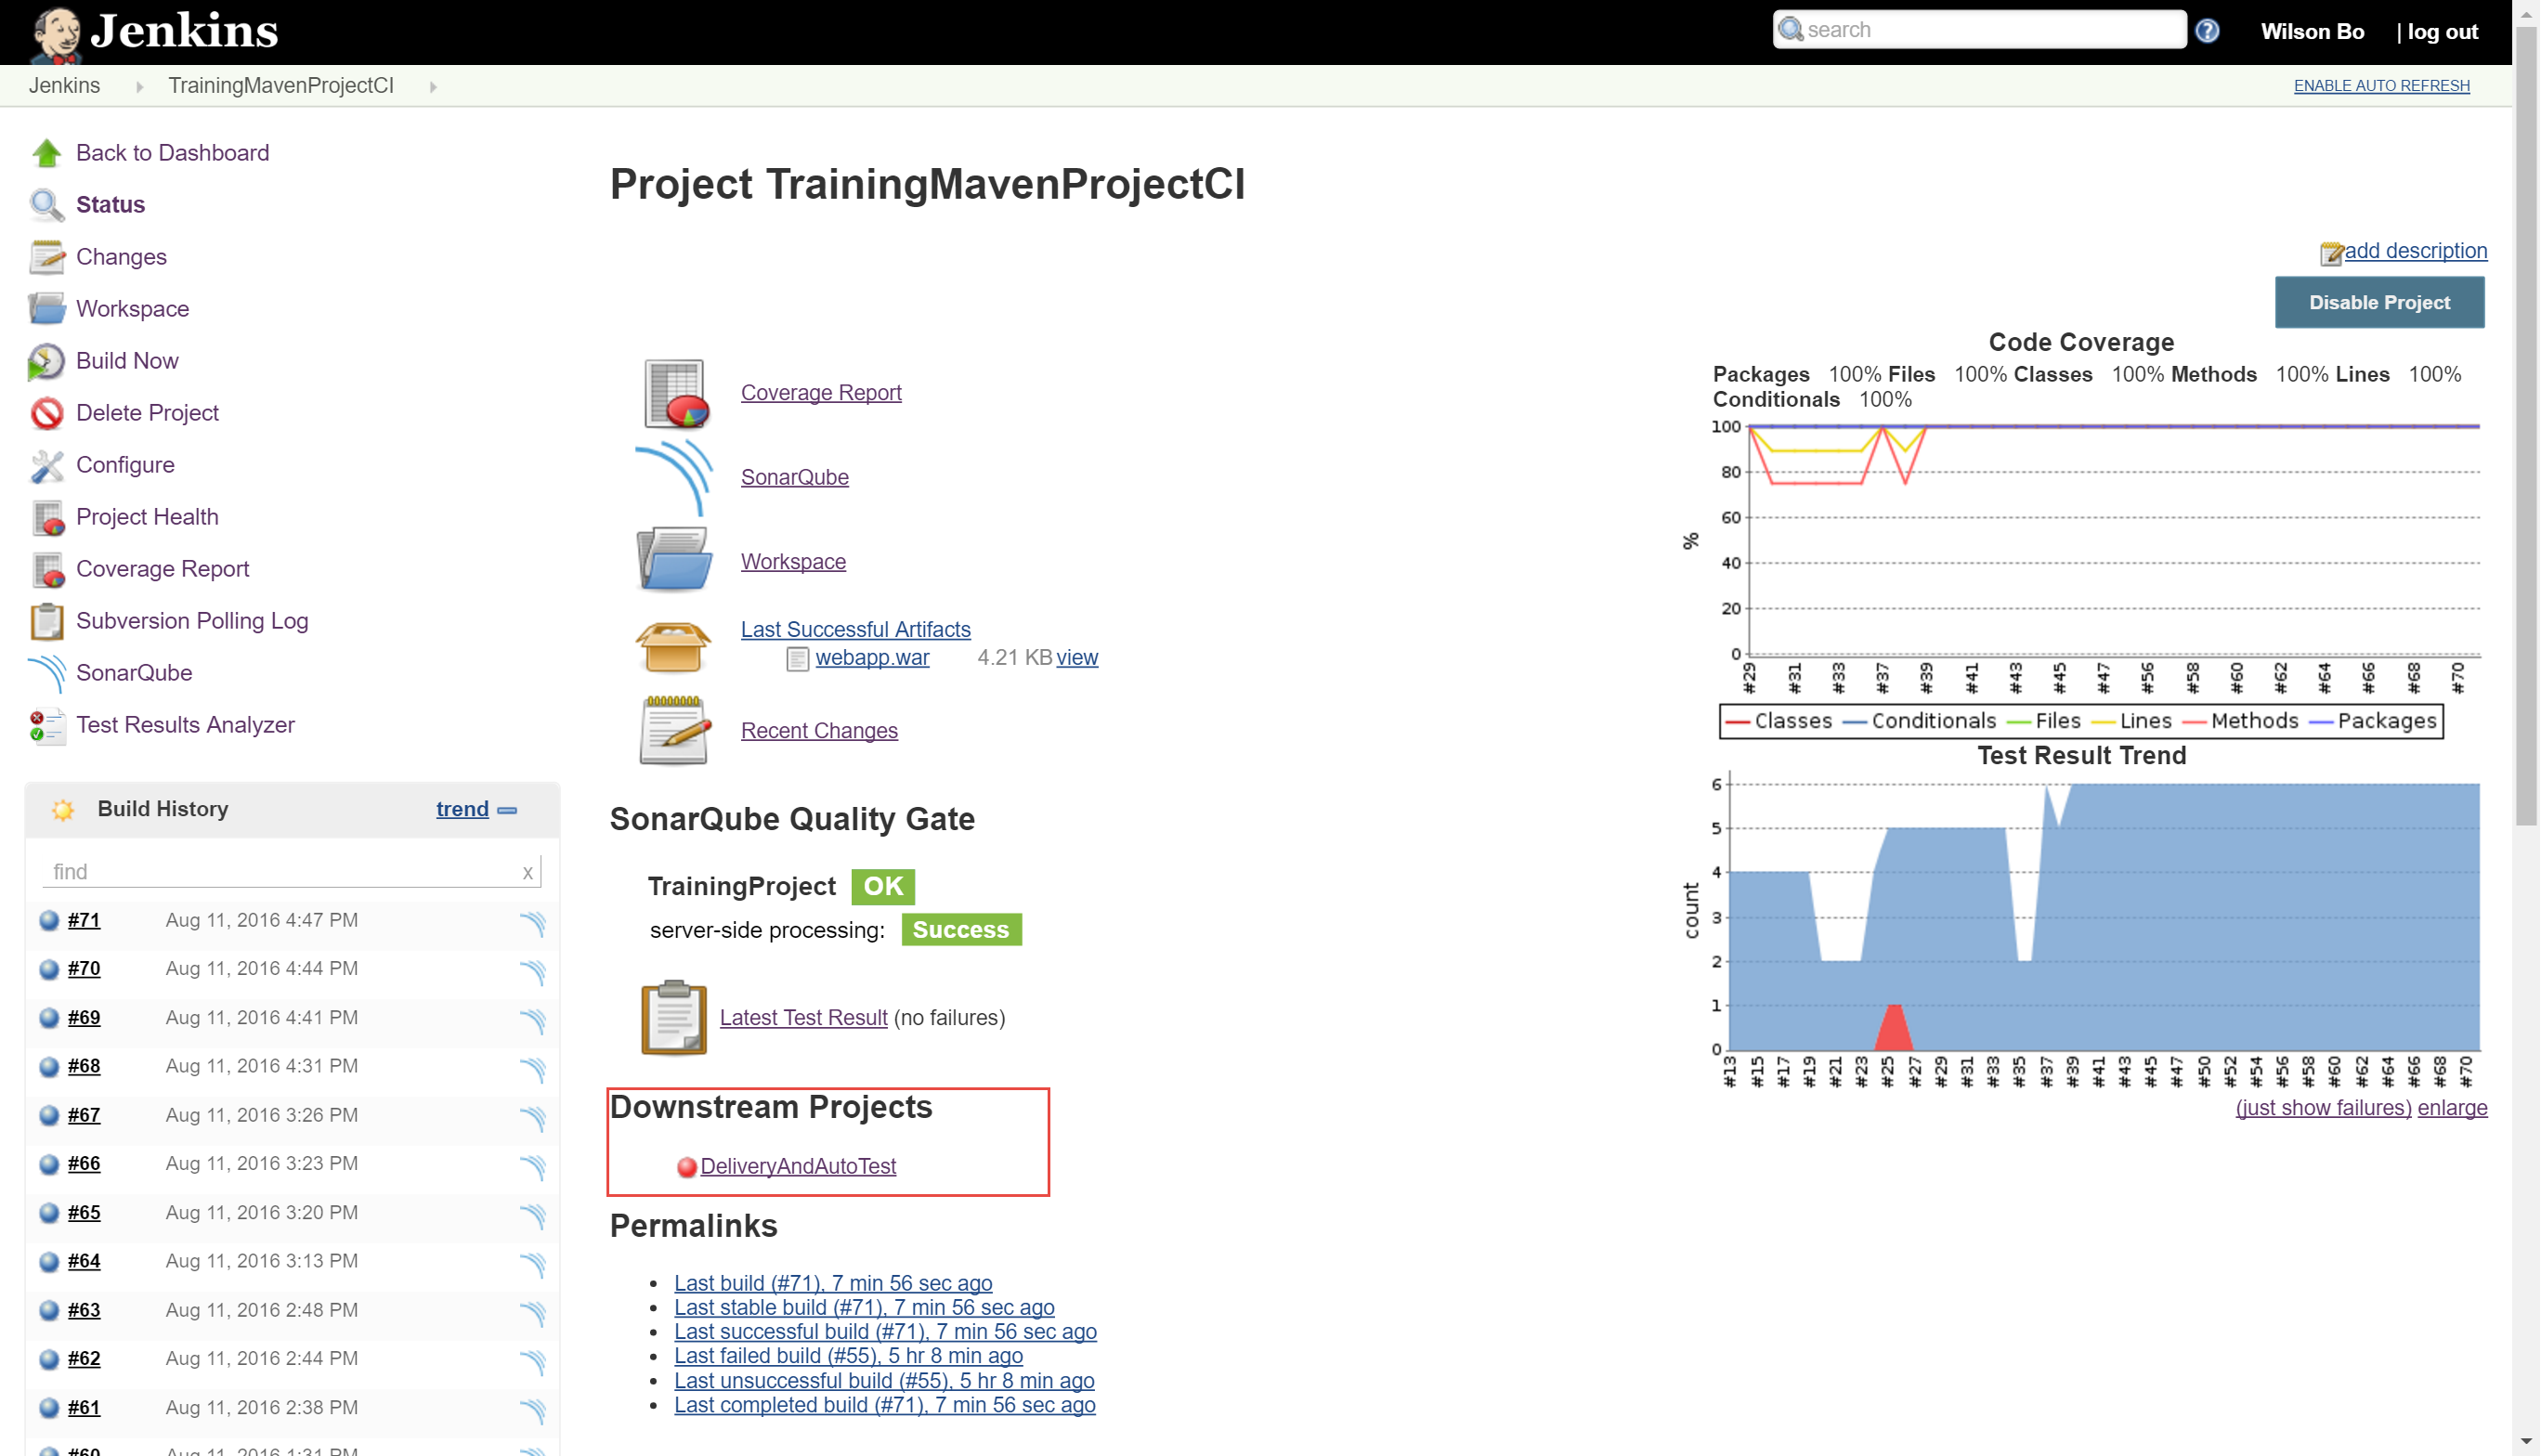 Jenkins
search
Wilson Bo | log out
Jenkins TrainingMavenProjectCI
ENABLE AUTO REFRESH
Back to Dashboard
Status
Changes
Workspace
Build Now
Delete Project
Configure
Project Health
Coverage Report
Subversion Polling Log
SonarQube
Test Results Analyzer
Build History trend
find x
#71 Aug 11, 2016 4:47 PM
#70 Aug 11, 2016 4:44 PM
#69 Aug 11, 2016 4:41 PM
#68 Aug 11, 2016 4:31 PM
#67 Aug 11, 2016 3:26 PM
#66 Aug 11, 2016 3:23 PM
#65 Aug 11, 2016 3:20 PM
#64 Aug 11, 2016 3:13 PM
#63 Aug 11, 2016 2:48 PM
#62 Aug 11, 2016 2:44 PM
#61 Aug 11, 2016 2:38 PM
#60 Aug 11, 2016 1:31 PM
Project TrainingMavenProjectCI
Coverage Report
SonarQube
Workspace
Last Successful Artifacts
webapp.war 4.21 KB view
Recent Changes
SonarQube Quality Gate
TrainingProject OK
server-side processing: Success
Latest Test Result (no failures)
Downstream Projects
DeliveryAndAutoTest
Permalinks
Last build (#71), 7 min 56 sec ago
Last stable build (#71), 7 min 56 sec ago
Last successful build (#71), 7 min 56 sec ago
Last failed build (#55), 5 hr 8 min ago
Last unsuccessful build (#55), 5 hr 8 min ago
Last completed build (#71), 7 min 56 sec ago
add description
Disable Project
Code Coverage
Packages 100% Files 100% Classes 100% Methods 100% Lines 100%
Conditionals 100%
100
80
60
40
20
0
%
#29 #31 #33 #37 #39 #41 #43 #45 #47 #56 #58 #60 #62 #64 #66 #68 #70
Classes Conditionals Files Lines Methods Packages
Test Result Trend
6
5
4
3
2
1
0
count
#13 #15 #17 #19 #21 #23 #25 #27 #29 #31 #33 #35 #37 #39 #41 #43 #45 #47 #50 #52 #54 #56 #58 #60 #62 #64 #66 #68 #70
(just show failures) enlarge